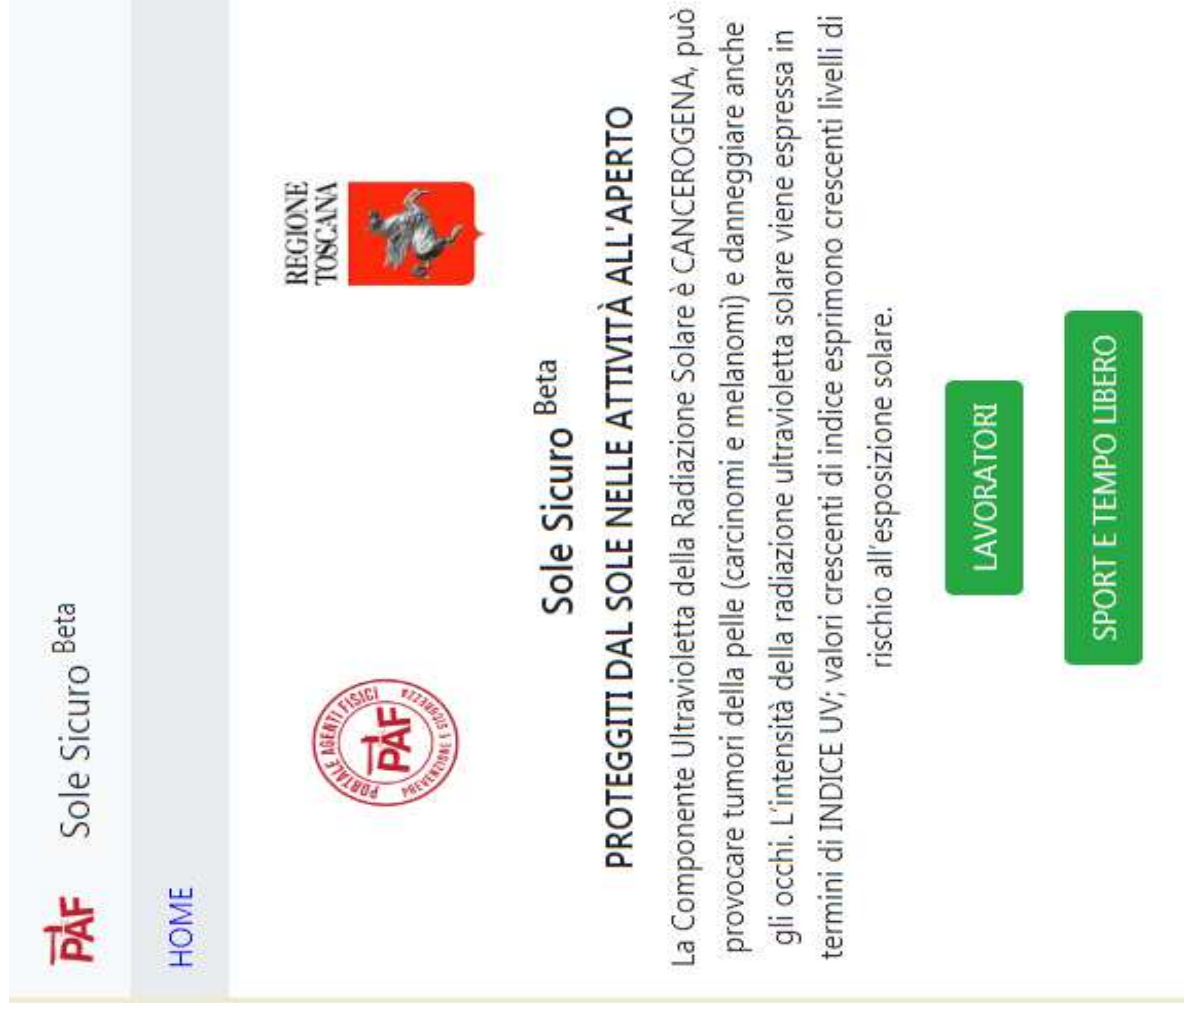 PAF Sole Sicuro Beta
HOME
PORTALE AGENTI FISICI
PAF
PREVENZIONE E SICUREZZA
REGIONE
TOSCANA
Sole Sicuro Beta
PROTEGGITI DAL SOLE NELLE ATTIVITÀ ALL'APERTO
La Componente Ultravioletta della Radiazione Solare è CANCEROGENA, può
provocare tumori della pelle (carcinomi e melanomi) e danneggiare anche
gli occhi. L'intensità della radiazione ultravioletta solare viene espressa in
termini di INDICE UV; valori crescenti di indice esprimono crescenti livelli di
rischio all'esposizione solare.
LAVORATORI
SPORT E TEMPO LIBERO